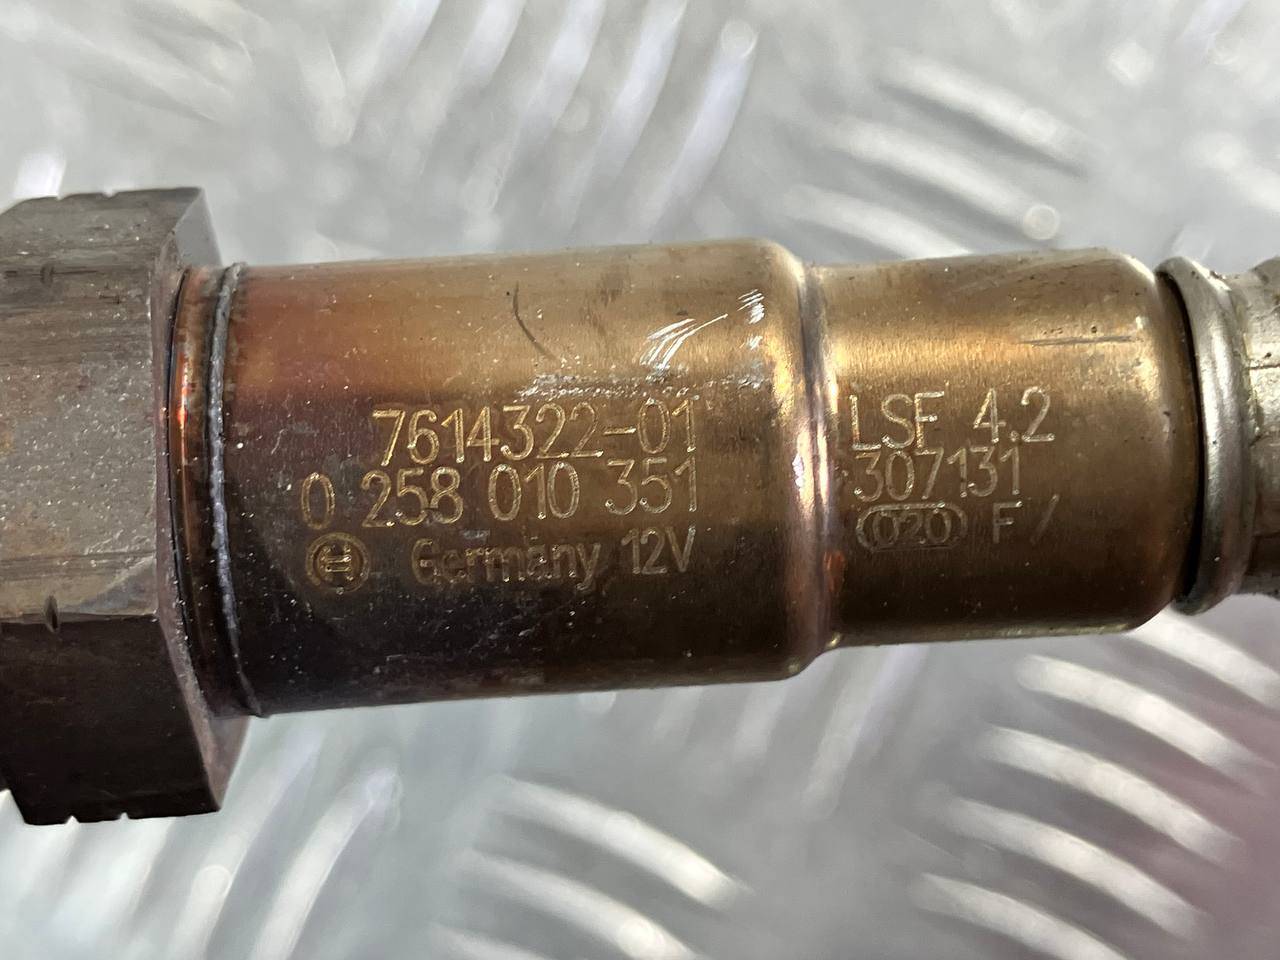 7614322-01
0 258 010 351
Germany 12V
LSF 4.2
307131
020 F /